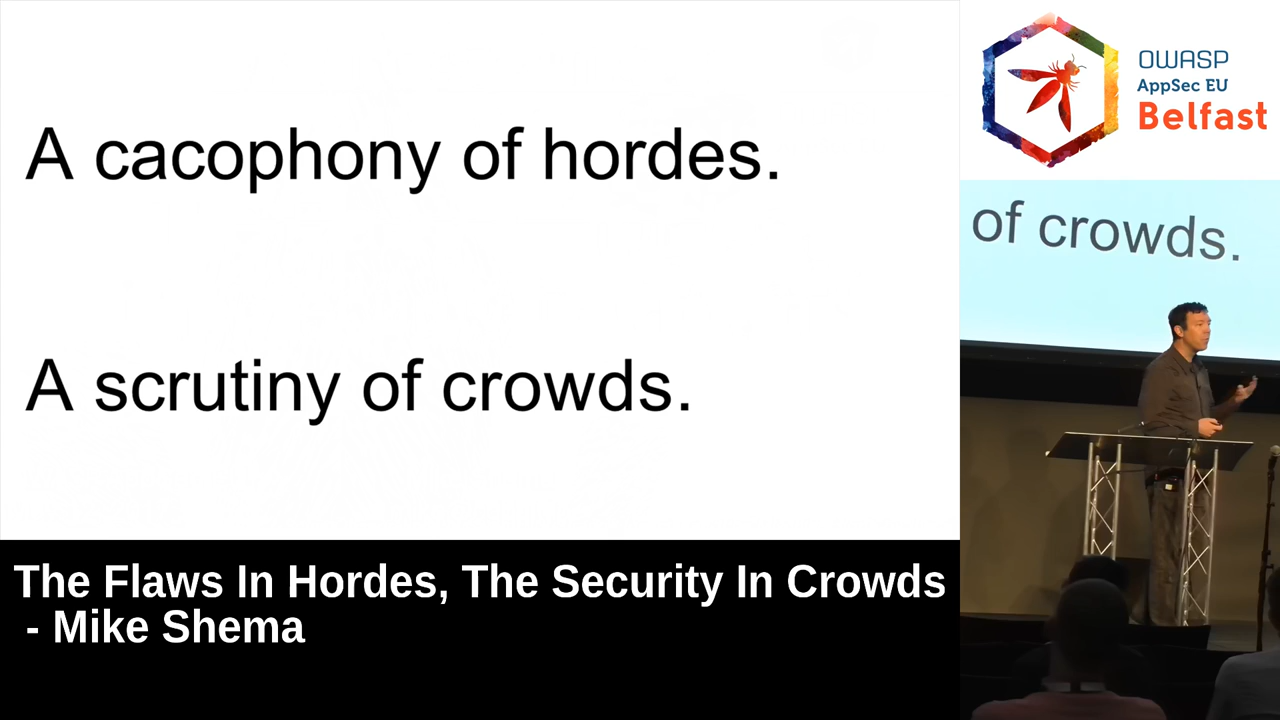 A cacophony of hordes.
A scrutiny of crowds.
OWASP
AppSec EU
Belfast
of crowds.
The Flaws In Hordes, The Security In Crowds
- Mike Shema